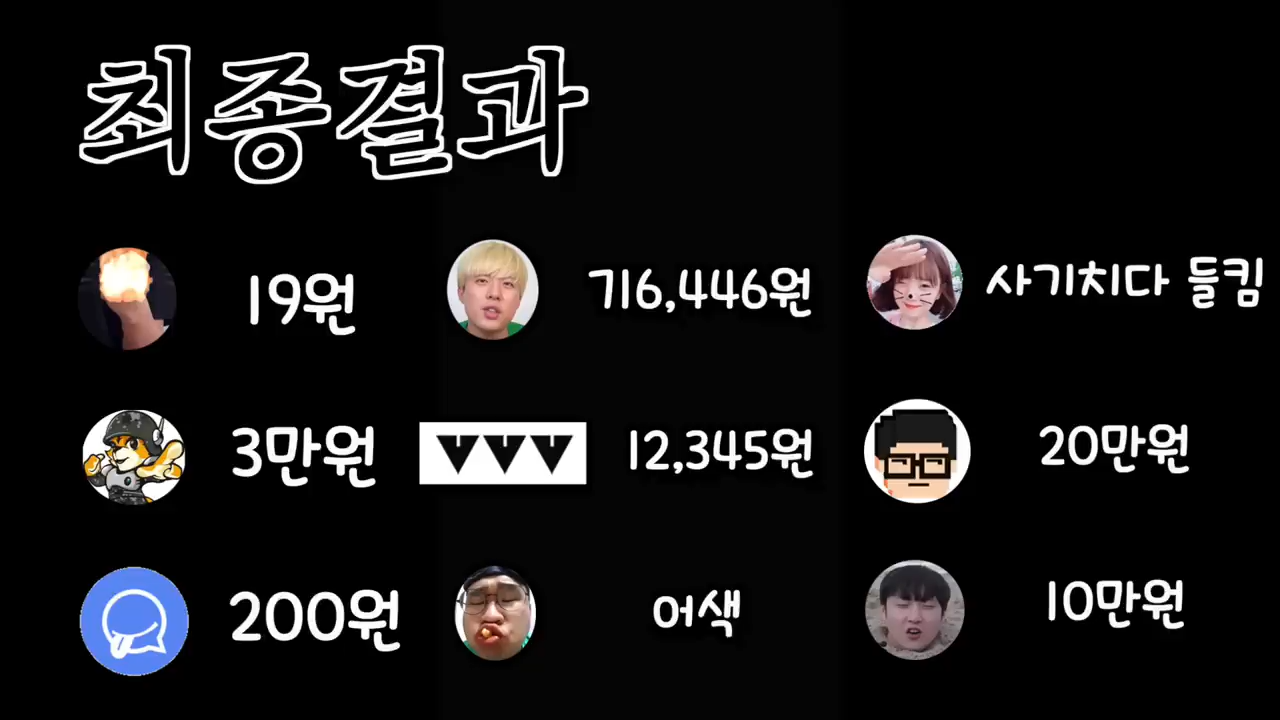 최종결과
19원
716,446원
사기치다 들킴
3만원
12,345원
20만원
200원
어색
10만원